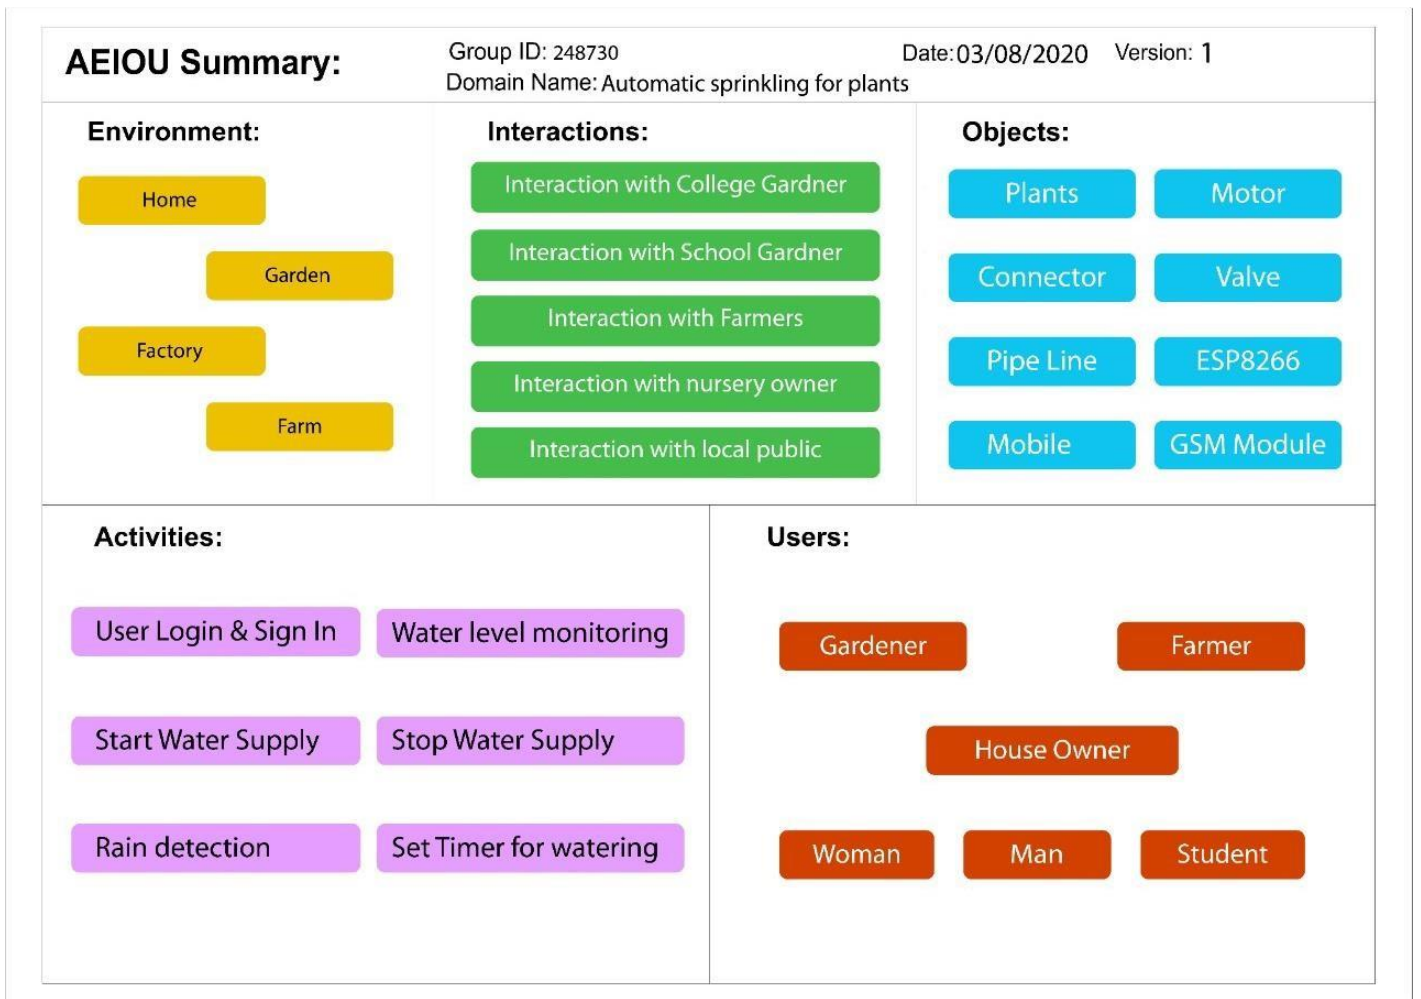 AEIOU Summary:
Group ID: 248730
Date:03/08/2020 Version: 1
Domain Name: Automatic sprinkling for plants
Environment:
Home
Garden
Factory
Farm
Interactions:
Interaction with College Gardner
Interaction with School Gardner
Interaction with Farmers
Interaction with nursery owner
Interaction with local public
Objects:
Plants
Motor
Connector
Valve
Pipe Line
ESP8266
Mobile
GSM Module
Activities:
User Login & Sign In
Water level monitoring
Start Water Supply
Stop Water Supply
Rain detection
Set Timer for watering
Users:
Gardener
Farmer
House Owner
Woman
Man
Student